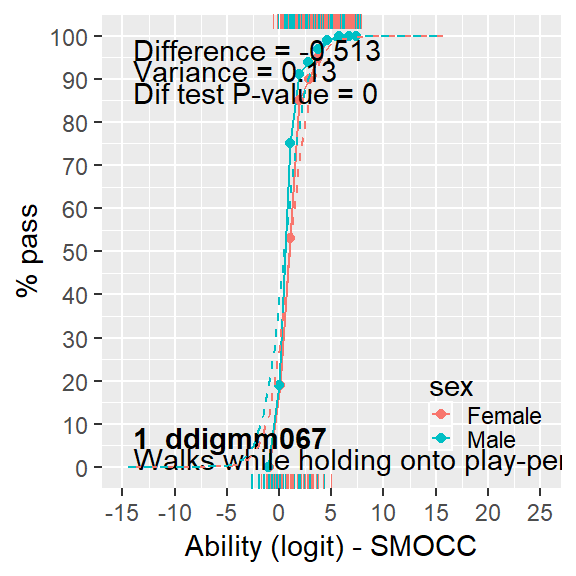 Difference = -0.513
Variance = 0.13
Dif test P-value = 0
100
90
80
70
60
50
40
30
20
10
0
% pass
sex
Female
Male
1_ddigmm067
Walks while holding onto
-15 -10 -5 0 5 10 15 20 25
Ability (logit) - SMOCC